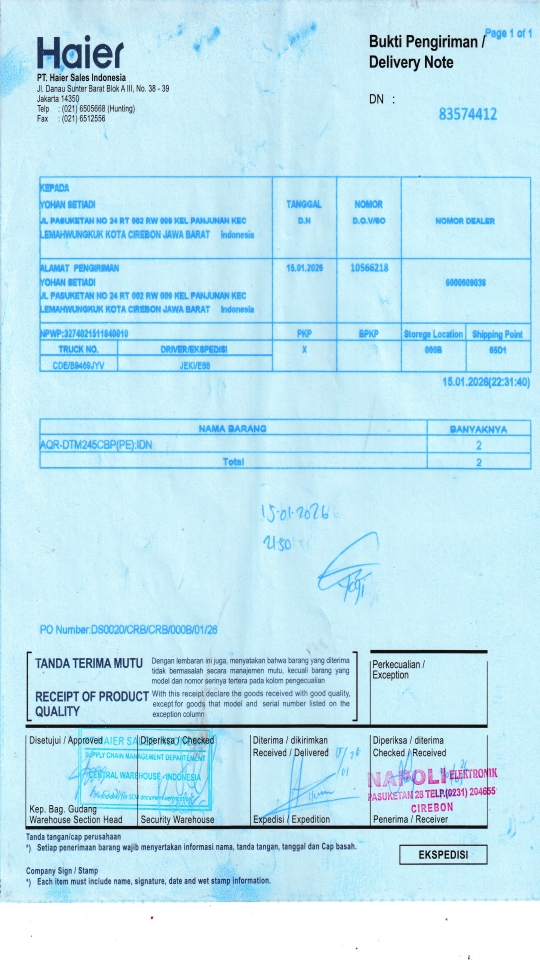 Page 1 of 1
Haier
Bukti Pengiriman /
Delivery Note
PT. Haier Sales Indonesia
Jl. Danau Sunter Barat Blok A III, No. 38 - 39
Jakarta 14350
Telp : (021) 6505668 (Hunting)
Fax : (021) 6512556
DN :
83574412
KEPADA
YOHAN SETIADI
JL PASUKETAN NO 24 RT 002 RW 009 KEL PANJUNAN KEC
LEMAHWUNGKUK KOTA CIREBON JAWA BARAT Indonesia
TANGGAL
D.N
NOMOR
D.O.V/SO
NOMOR DEALER
ALAMAT PENGIRIMAN
YOHAN SETIADI
JL PASUKETAN NO 24 RT 002 RW 009 KEL PANJUNAN KEC
LEMAHWUNGKUK KOTA CIREBON JAWA BARAT Indonesia
15.01.2026
10566218
NPWP:3274021511840010
PKP
BPKP
Storege Location
Shipping Point
TRUCK NO.
DRIVER/EKSPEDISI
X
000B
65D1
15.01.2026(22:31:40)
NAMA BARANG
BANYAKNYA
AQR-DTM245CBP(PE):IDN
2
Total
2
15-01-2026
2130
PO Number:DS0020/CRB/CRB/000B/01/26
TANDA TERIMA MUTU
Dengan lembaran ini juga, menyatakan bahwa barang yang diterima
tidak bermasalah secara manajemen mutu, kecuali barang yang
model dan nomor serinya tertera pada kolom pengecualian
RECEIPT OF PRODUCT
QUALITY
With this receipt declare the goods received with good quality,
except for goods that model and serial number listed on the
exception column
Perkecualian /
Exception
Disetujui / Approved
Diperiksa / Checked
Diterima / dikirimkan
Received / Delivered
Diperiksa / diterima
Checked / Received
SUPPLY CHAIN MANAGEMENT DEPARTEMENT
CENTRAL WAREHOUSE - INDONESIA
NAPOLI ELEKTRONIK
PASUKETAN 28 TELP.(0231) 204655
CIREBON
Kep. Bag. Gudang
Warehouse Section Head
Security Warehouse
Expedisi / Expedition
Penerima / Receiver
Tanda tangan/cap perusahaan
*) Setiap penerimaan barang wajib menyertakan informasi nama, tanda tangan, tanggal dan Cap basah.
EKSPEDISI
Company Sign / Stamp
*) Each item must include name, signature, date and wet stamp information.